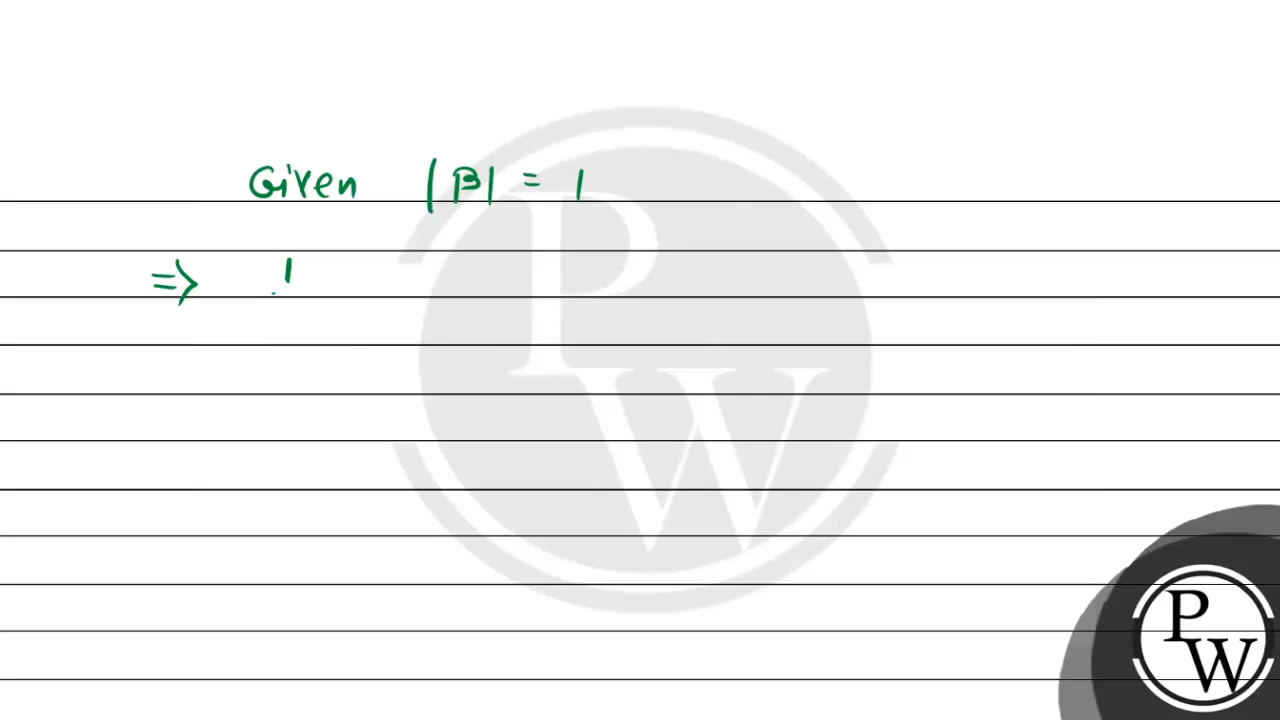 Given |β| = 1
⇒
P
W
P
W